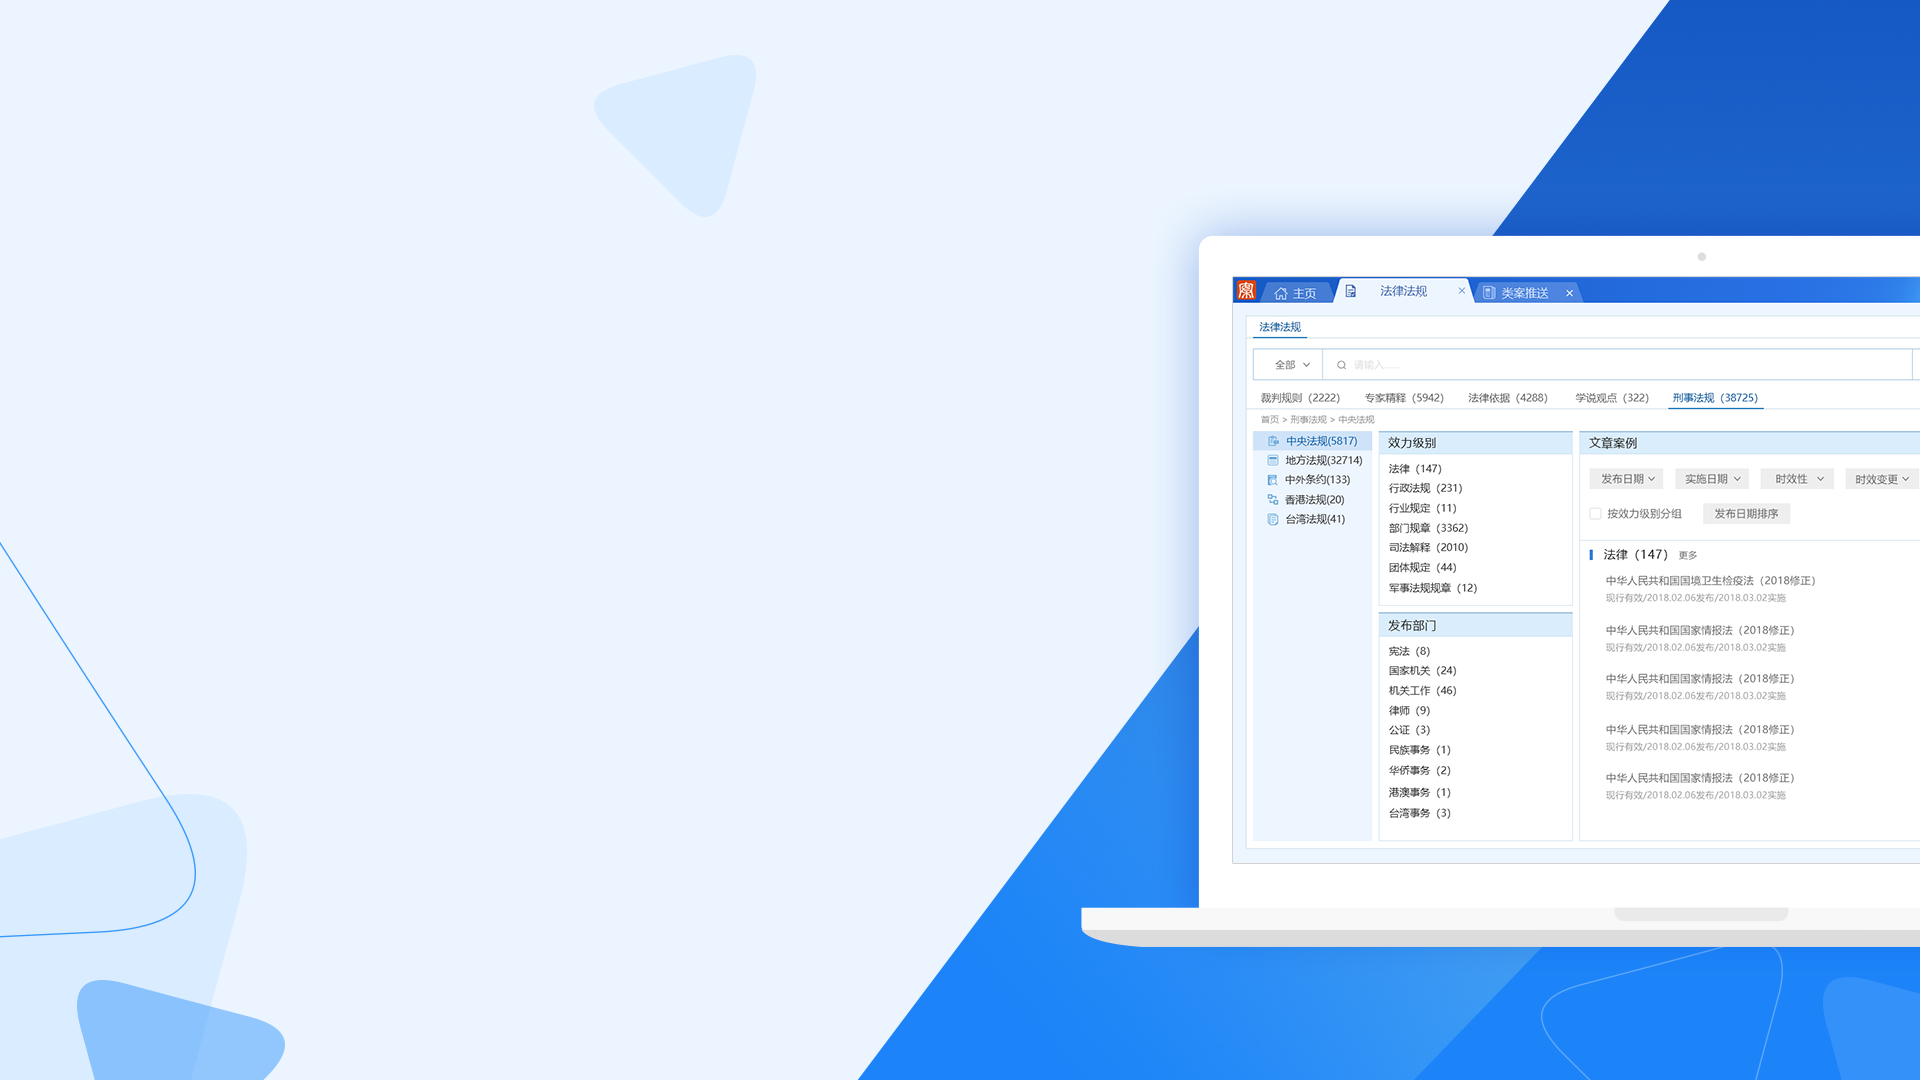 主页
法律法规
类案推送
法律法规
全部
请输入......
裁判规则（2222） 专家精释（5942） 法律依据（4288） 学说观点（322） 刑事法规（38725）
首页 > 刑事法规 > 中央法规
中央法规(5817)
地方法规(32714)
中外条约(133)
香港法规(20)
台湾法规(41)
效力级别
法律（147）
行政法规（231）
行业规定（11）
部门规章（3362）
司法解释（2010）
团体规定（44）
军事法规规章（12）
发布部门
宪法（8）
国家机关（24）
机关工作（46）
律师（9）
公证（3）
民族事务（1）
华侨事务（2）
港澳事务（1）
台湾事务（3）
文章案例
发布日期 实施日期 时效性 时效变更
按效力级别分组 发布日期排序
法律（147） 更多
中华人民共和国国境卫生检疫法（2018修正）
现行有效/2018.02.06发布/2018.03.02实施
中华人民共和国国家情报法（2018修正）
现行有效/2018.02.06发布/2018.03.02实施
中华人民共和国国家情报法（2018修正）
现行有效/2018.02.06发布/2018.03.02实施
中华人民共和国国家情报法（2018修正）
现行有效/2018.02.06发布/2018.03.02实施
中华人民共和国国家情报法（2018修正）
现行有效/2018.02.06发布/2018.03.02实施